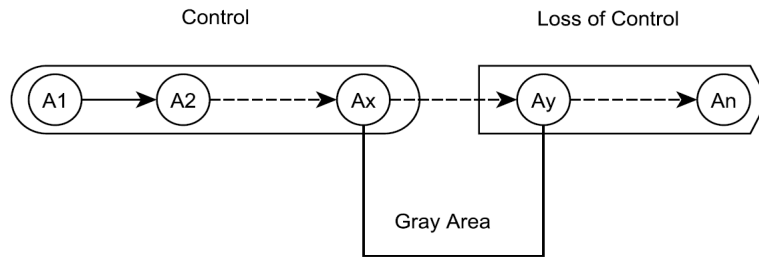 Control
Loss of Control
A1
A2
Ax
Ay
An
Gray Area